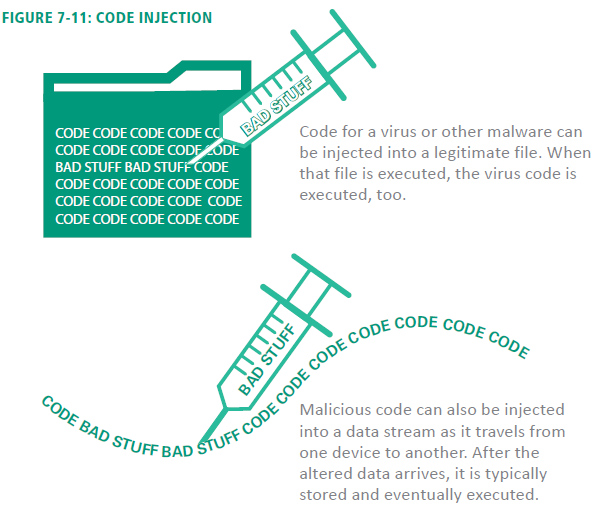 FIGURE 7-11: CODE INJECTION
BAD STUFF
CODE CODE CODE CODE CO
CODE CODE CODE CODE CODE
BAD STUFF BAD STUFF CODE
CODE CODE CODE CODE CODE
CODE CODE CODE CODE CODE
CODE CODE CODE CODE CODE
Code for a virus or other malware can
be injected into a legitimate file. When
that file is executed, the virus code is
executed, too.
BAD STUFF
CODE BAD STUFF BAD STUFF CODE CODE CODE CODE CODE CODE CODE
Malicious code can also be injected
into a data stream as it travels from
one device to another. After the
altered data arrives, it is typically
stored and eventually executed.